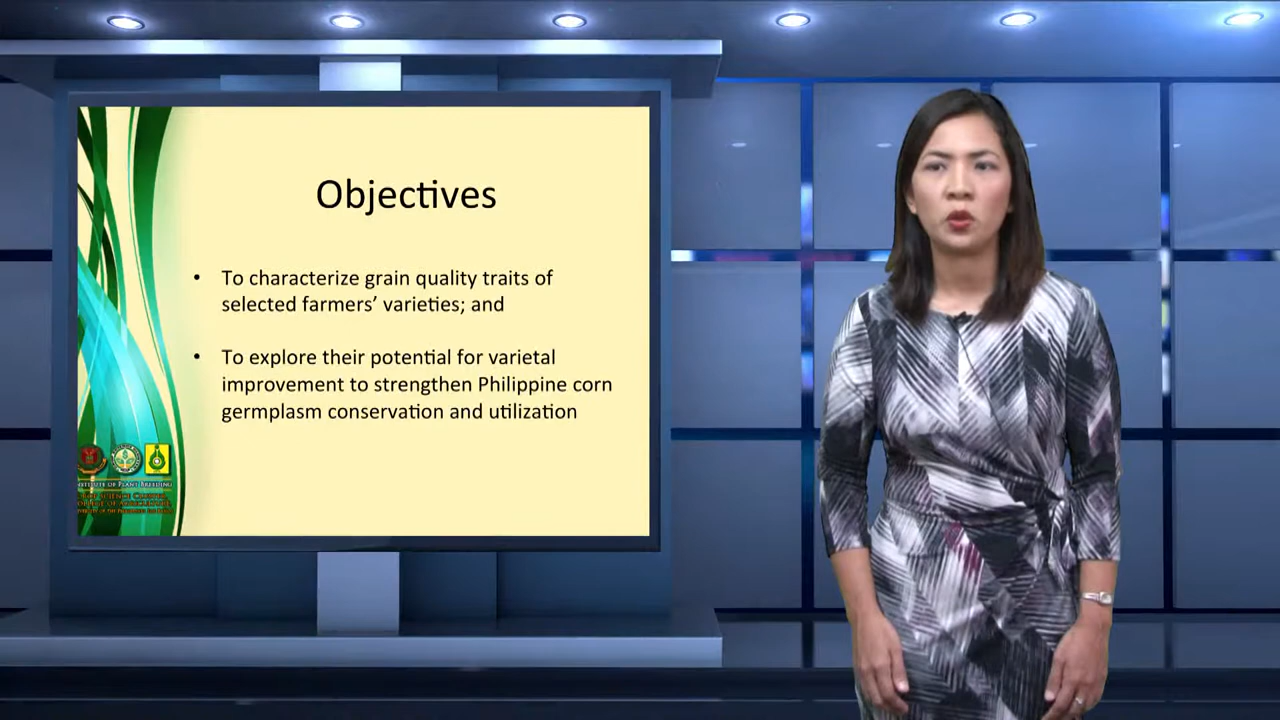 Objectives
• To characterize grain quality traits of
selected farmers’ varieties; and
• To explore their potential for varietal
improvement to strengthen Philippine corn
germplasm conservation and utilization
INSTITUTE OF PLANT BREEDING